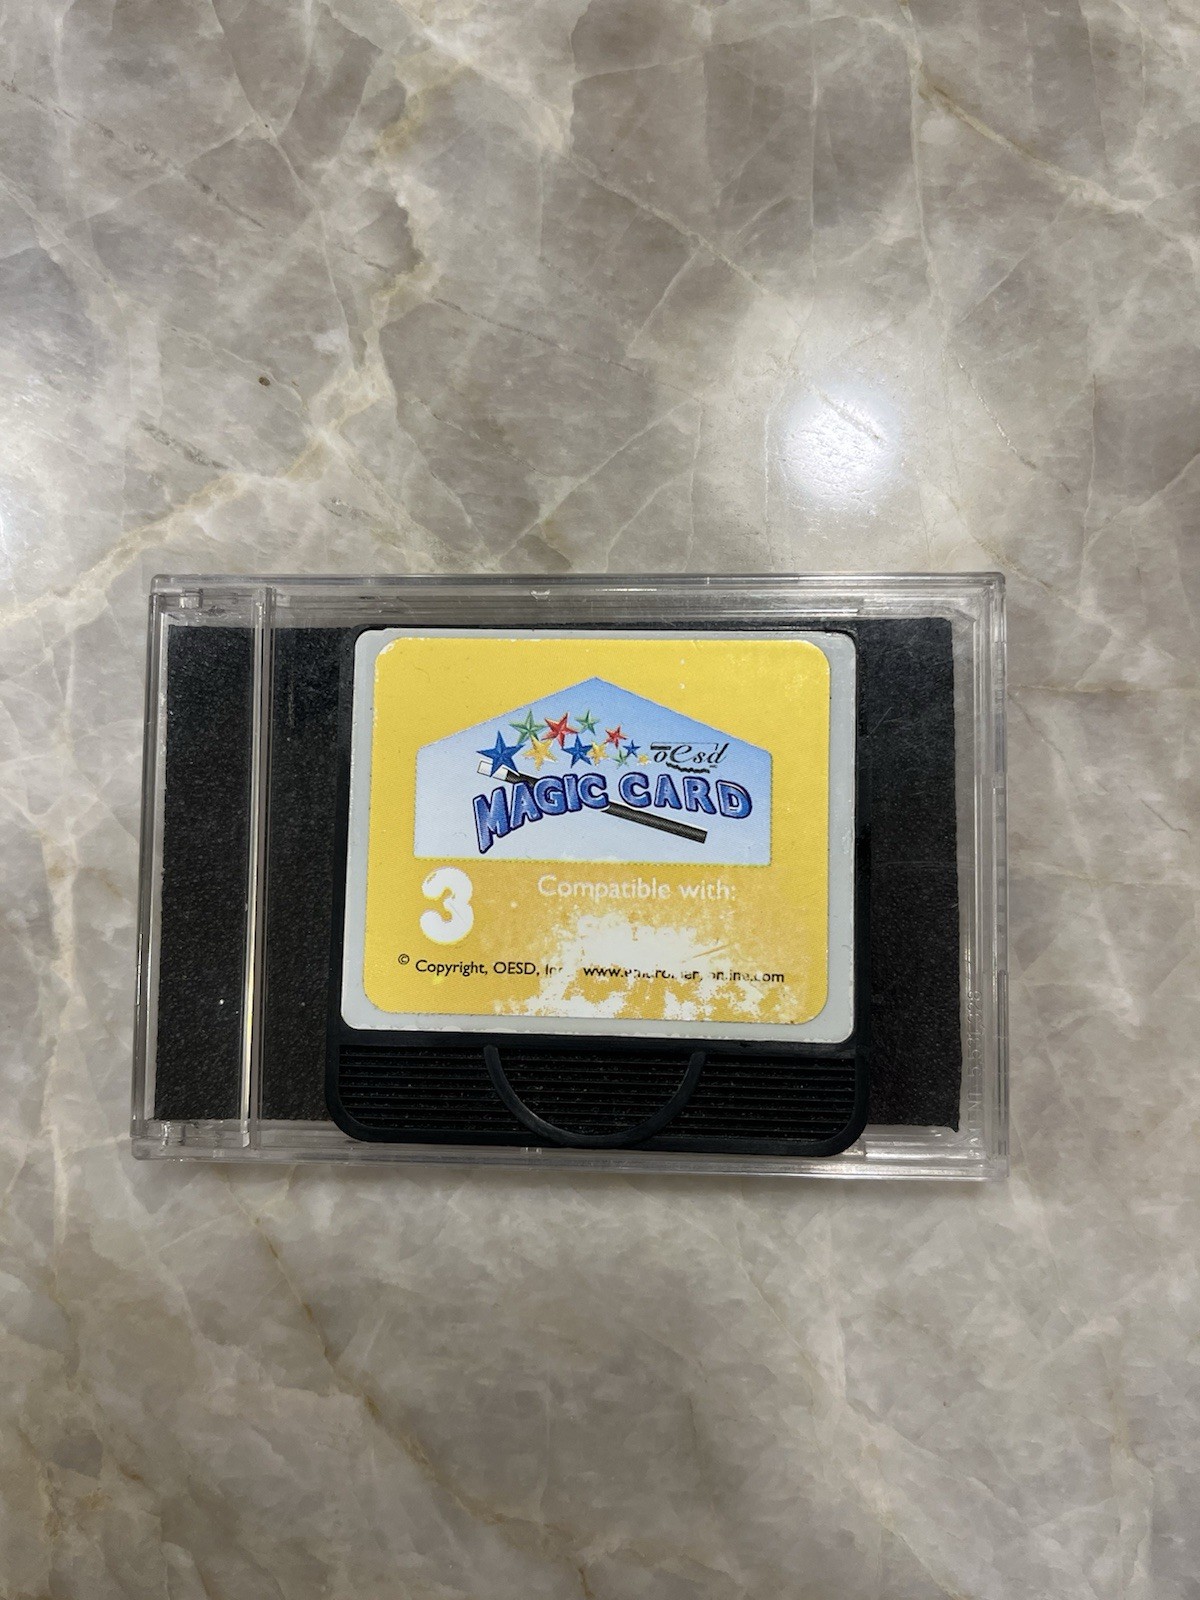 oesd
MAGIC CARD
3
Compatible with:
© Copyright, OESD,